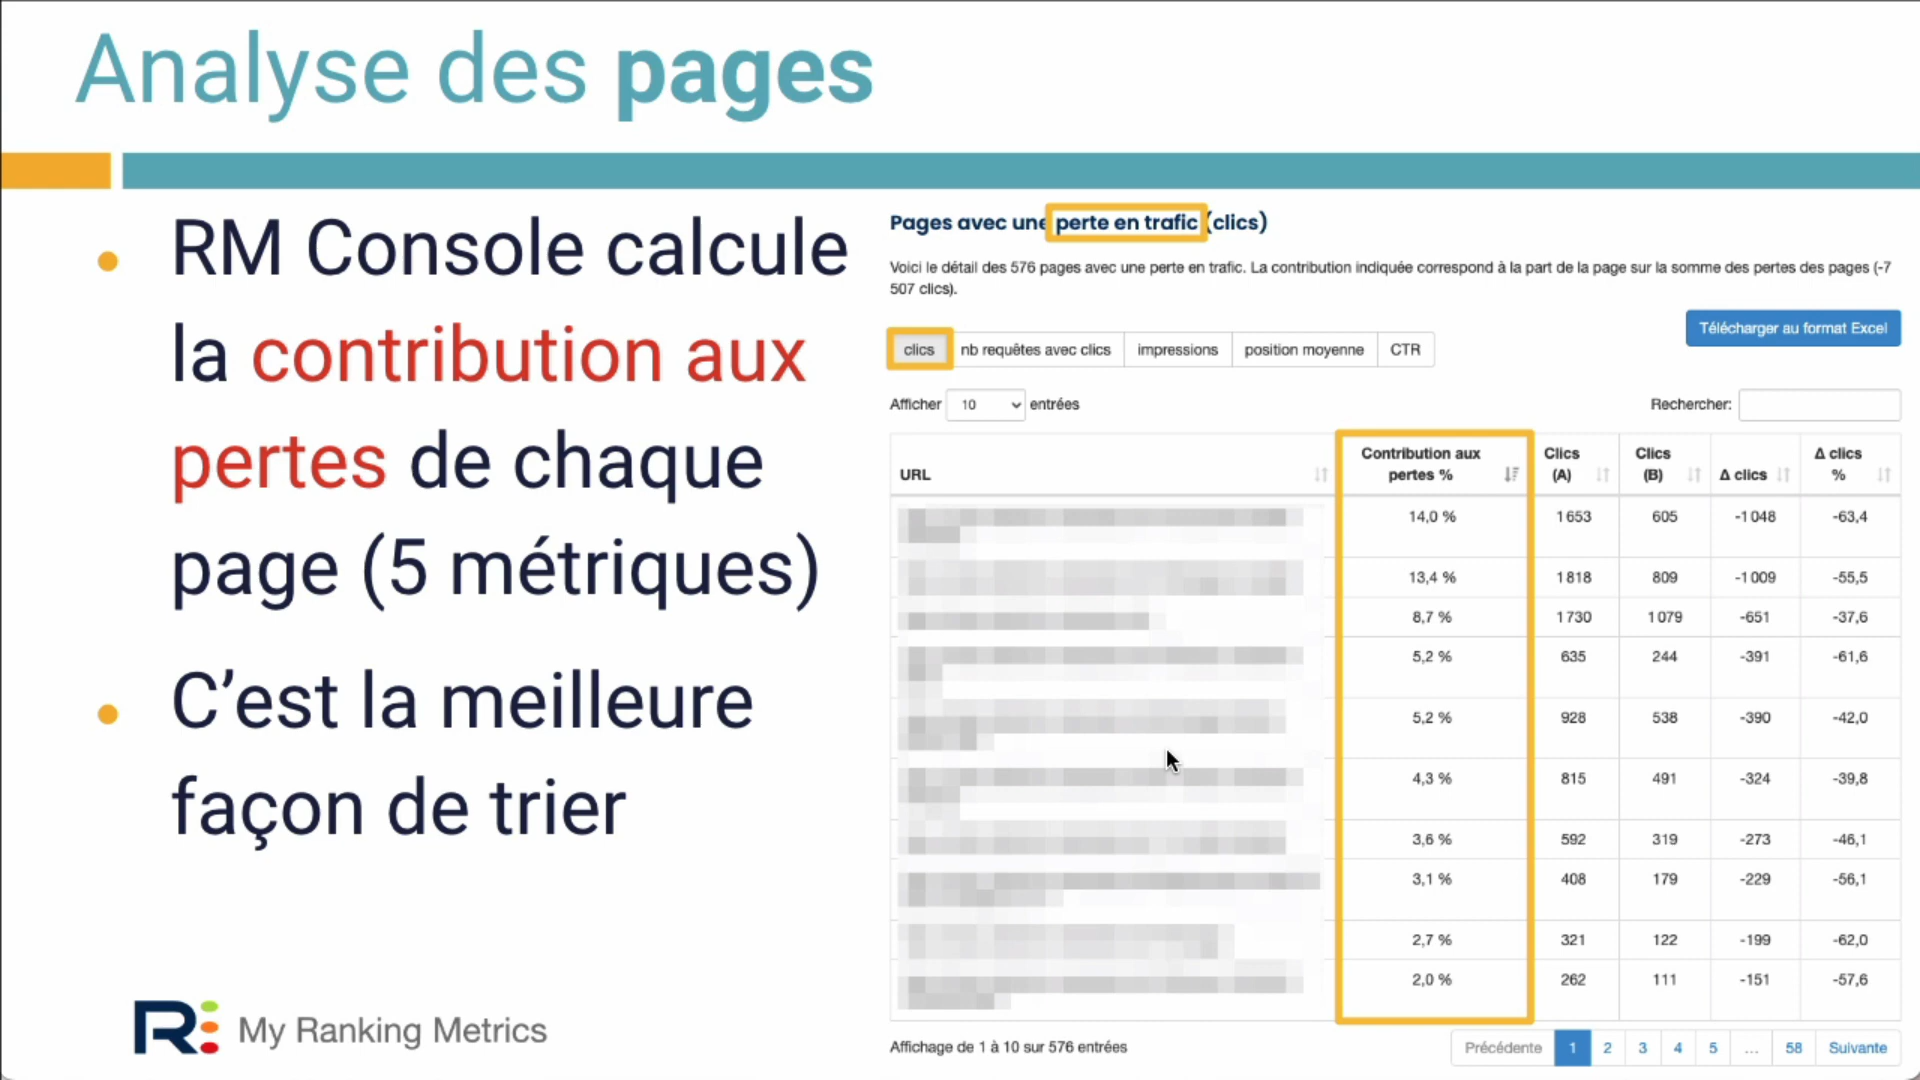 Analyse des pages
RM Console calcule
la contribution aux
pertes de chaque
page (5 métriques)
C’est la meilleure
façon de trier
My Ranking Metrics
Pages avec une perte en trafic (clics)
Voici le détail des 576 pages avec une perte en trafic. La contribution indiquée correspond à la part de la page sur la somme des pertes des pages (-7
507 clics).
Télécharger au format Excel
clics nb requêtes avec clics impressions position moyenne CTR
Afficher 10 entrées Rechercher:
URL Contribution aux pertes % Clics (A) Clics (B) Δ clics Δ clics %
14,0 % 1 653 605 -1 048 -63,4
13,4 % 1 818 809 -1 009 -55,5
8,7 % 1 730 1 079 -651 -37,6
5,2 % 635 244 -391 -61,6
5,2 % 928 538 -390 -42,0
4,3 % 815 491 -324 -39,8
3,6 % 592 319 -273 -46,1
3,1 % 408 179 -229 -56,1
2,7 % 321 122 -199 -62,0
2,0 % 262 111 -151 -57,6
Affichage de 1 à 10 sur 576 entrées
Précédente 1 2 3 4 5 … 58 Suivante